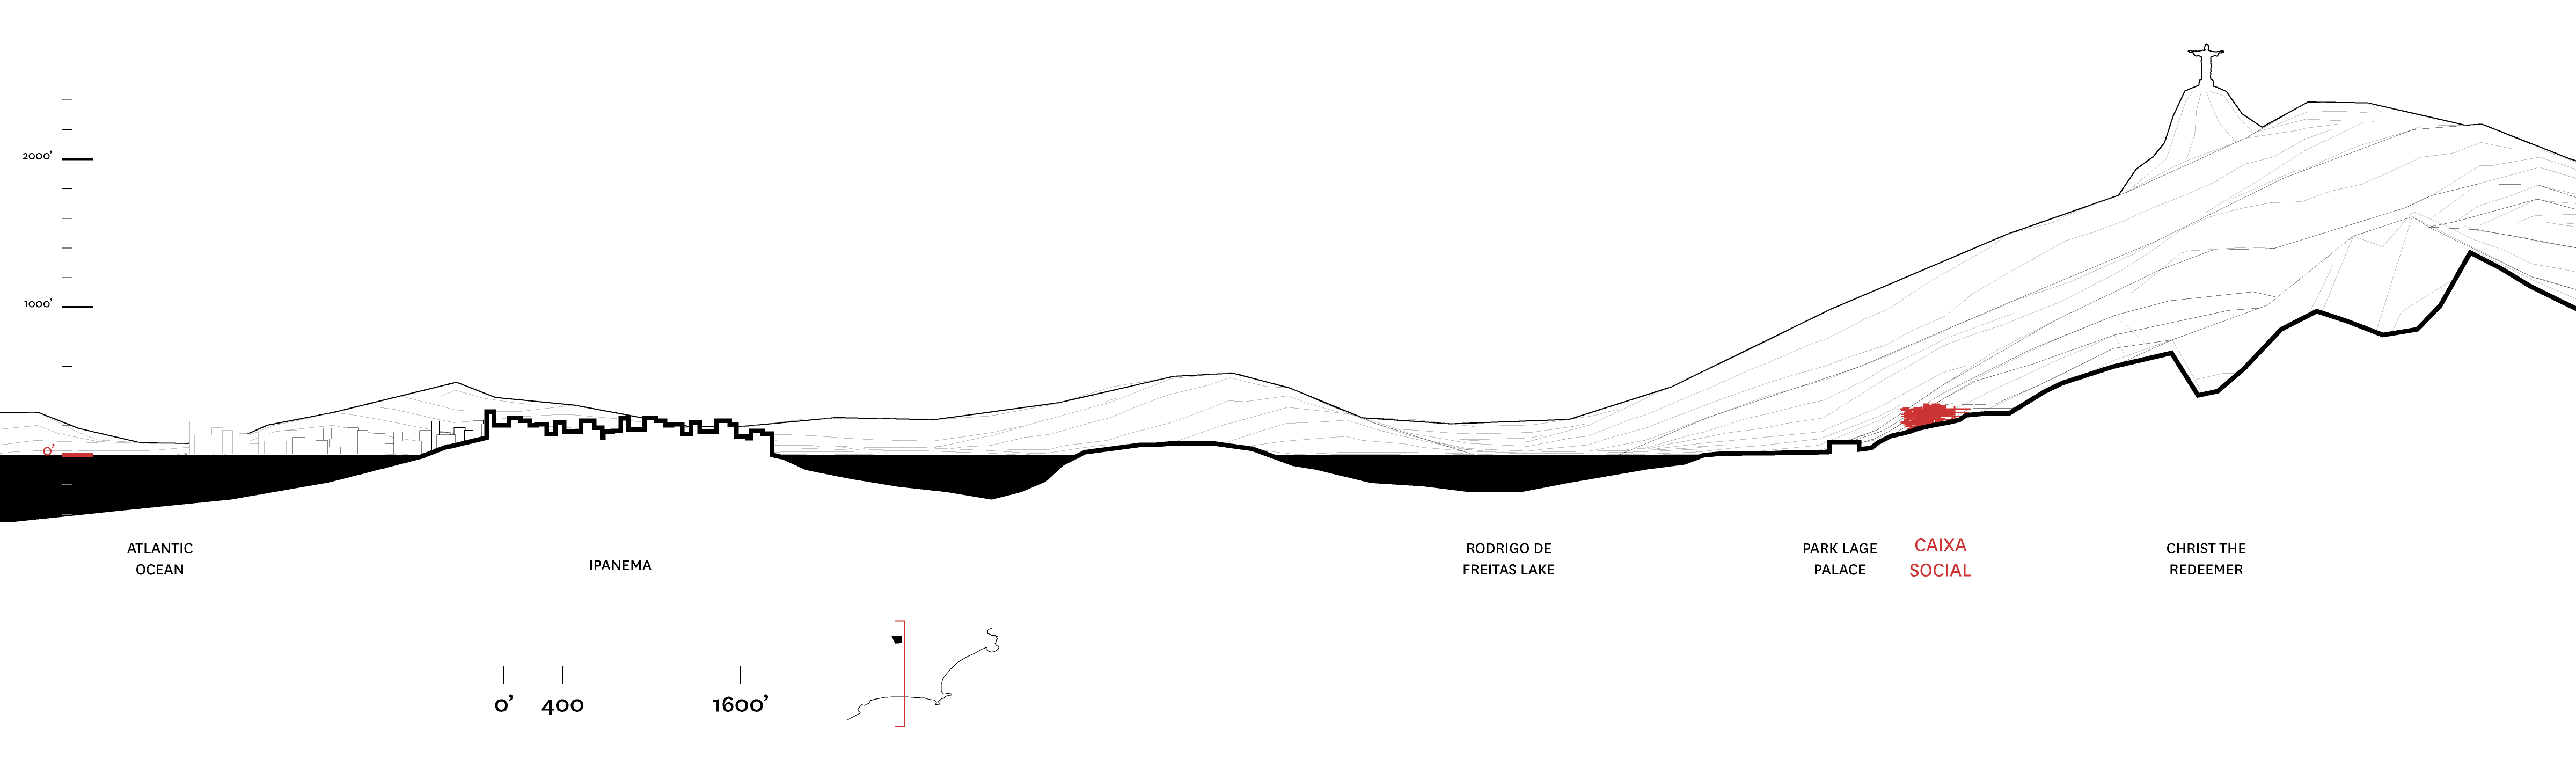 2000’
1000’
0’
ATLANTIC
OCEAN
IPANEMA
RODRIGO DE
FREITAS LAKE
PARK LAGE
PALACE
CAIXA
SOCIAL
CHRIST THE
REDEEMER
0’ 400 1600’